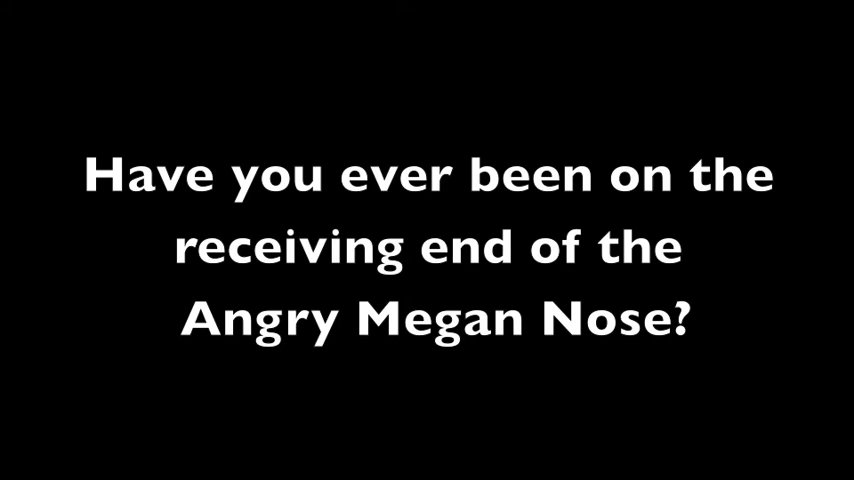 Have you ever been on the
receiving end of the
Angry Megan Nose?